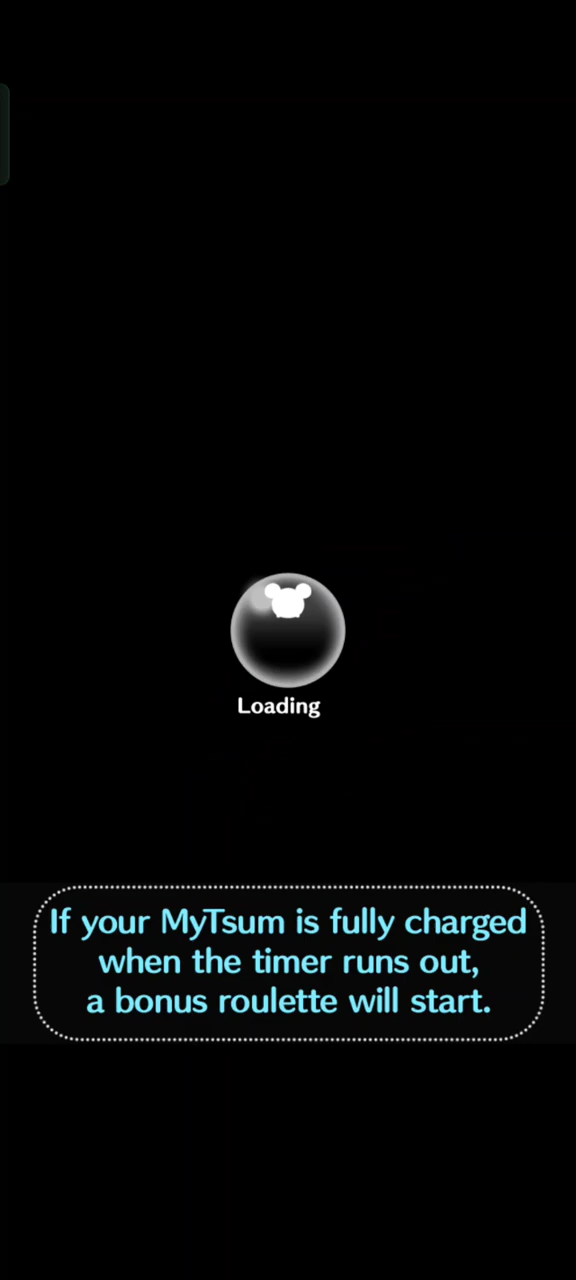 Loading
If your MyTsum is fully charged
when the timer runs out,
a bonus roulette will start.